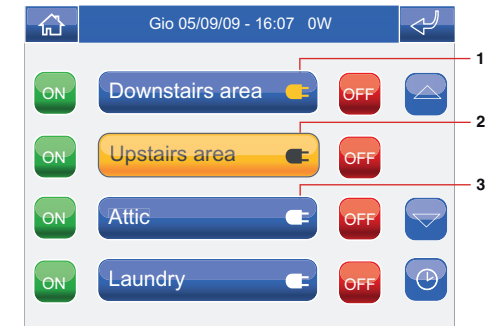 Gio 05/09/09 - 16:07 0W
1
ON Downstairs area OFF
2
ON Upstairs area OFF
3
ON Attic OFF
ON Laundry OFF